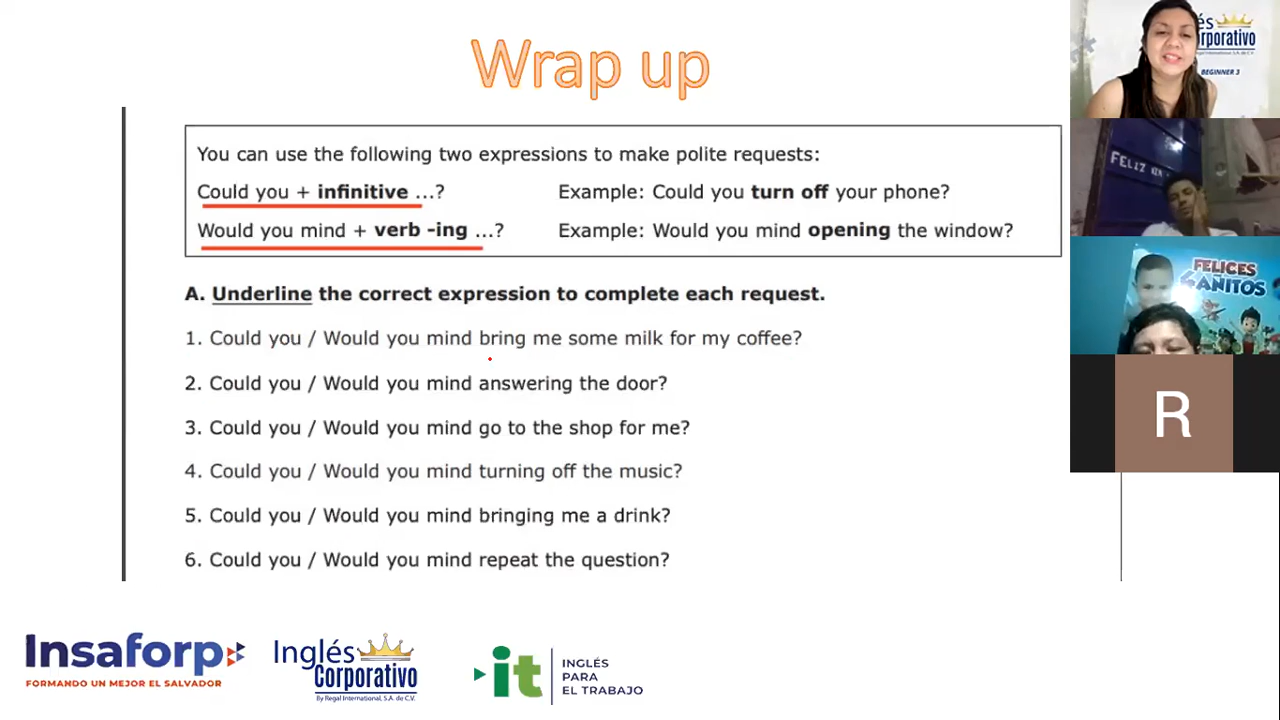 Wrap up
You can use the following two expressions to make polite requests:
Could you + infinitive ...? Example: Could you turn off your phone?
Would you mind + verb -ing ...? Example: Would you mind opening the window?
A. Underline the correct expression to complete each request.
1. Could you / Would you mind bring me some milk for my coffee?
2. Could you / Would you mind answering the door?
3. Could you / Would you mind go to the shop for me?
4. Could you / Would you mind turning off the music?
5. Could you / Would you mind bringing me a drink?
6. Could you / Would you mind repeat the question?
Insaforp
FORMANDO UN MEJOR EL SALVADOR
Inglés
Corporativo
By Regal International, S.A. de C.V.
it
INGLÉS
PARA
EL TRABAJO
BEGINNER 3
FELIZ
FELICES
AÑITOS
R